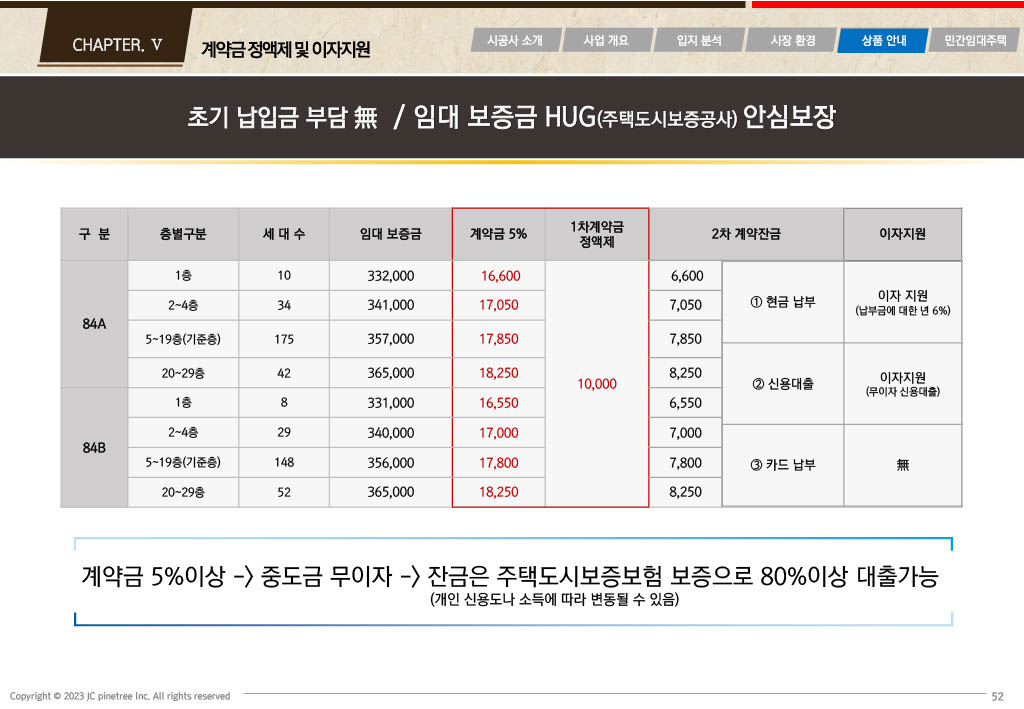 CHAPTER. Ⅴ
계약금 정액제 및 이자지원
시공사 소개 사업 개요 입지 분석 시장 환경 상품 안내 민간임대주택
초기 납입금 부담 無 / 임대 보증금 HUG(주택도시보증공사) 안심보장
구 분 층별구분 세 대 수 임대 보증금 계약금 5% 1차계약금 정액제 2차 계약잔금 이자지원
84A
1층 10 332,000 16,600 6,600
2~4층 34 341,000 17,050 7,050
5~19층(기준층) 175 357,000 17,850 7,850
20~29층 42 365,000 18,250 8,250
84B
1층 8 331,000 16,550 6,550
2~4층 29 340,000 17,000 7,000
5~19층(기준층) 148 356,000 17,800 7,800
20~29층 52 365,000 18,250 8,250
10,000
① 현금 납부 이자 지원
(납부금에 대한 년 6%)
② 신용대출 이자지원
(무이자 신용대출)
③ 카드 납부 無
계약금 5%이상 -> 중도금 무이자 -> 잔금은 주택도시보증보험 보증으로 80%이상 대출가능
(개인 신용도나 소득에 따라 변동될 수 있음)
Copyright © 2023 JC pinetree Inc. All rights reserved
52